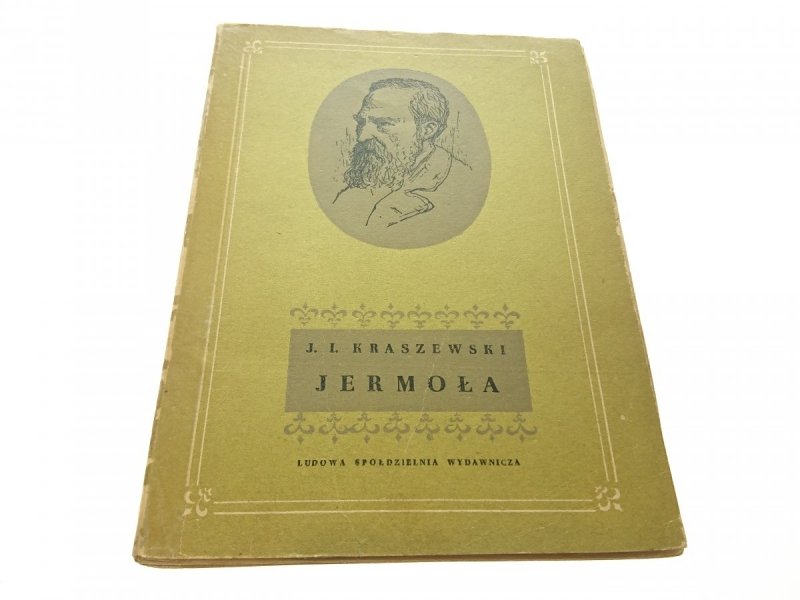 J. I. KRASZEWSKI
JERMOŁA
LUDOWA SPÓŁDZIELNIA WYDAWNICZA